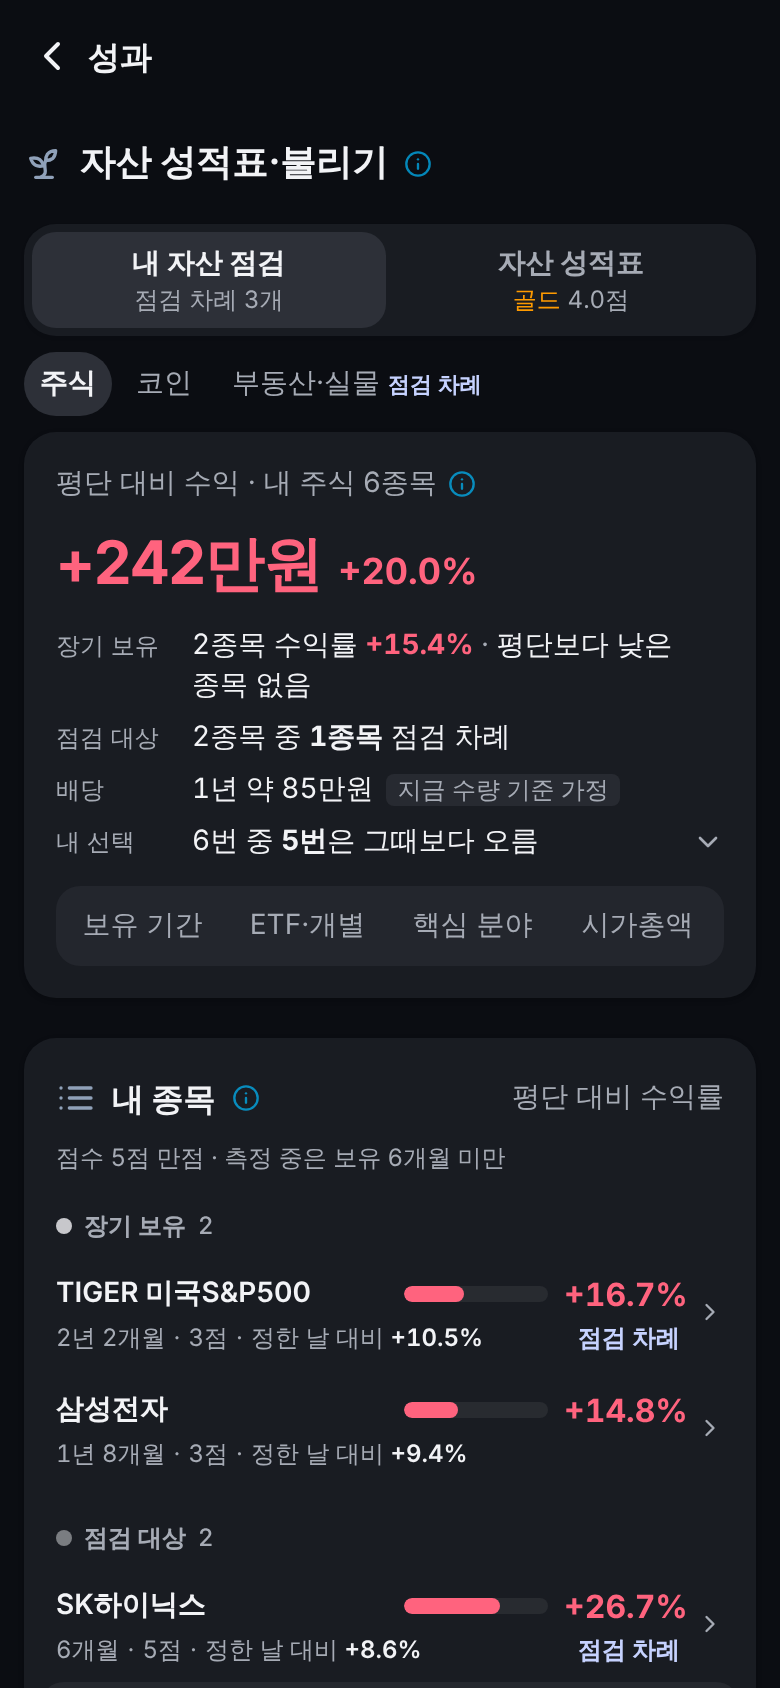 성과
자산 성적표·불리기
내 자산 점검
점검 차례 3개
자산 성적표
골드 4.0점
주식
코인
부동산·실물 점검 차례
평단 대비 수익 · 내 주식 6종목
+242만원 +20.0%
장기 보유 2종목 수익률 +15.4% · 평단보다 낮은
종목 없음
점검 대상 2종목 중 1종목 점검 차례
배당 1년 약 85만원 지금 수량 기준 가정
내 선택 6번 중 5번은 그때보다 오름
보유 기간 ETF·개별 핵심 분야 시가총액
내 종목 평단 대비 수익률
점수 5점 만점 · 측정 중은 보유 6개월 미만
장기 보유 2
TIGER 미국S&P500 +16.7%
2년 2개월 · 3점 · 정한 날 대비 +10.5% 점검 차례
삼성전자 +14.8%
1년 8개월 · 3점 · 정한 날 대비 +9.4%
점검 대상 2
SK하이닉스 +26.7%
6개월 · 5점 · 정한 날 대비 +8.6% 점검 차례